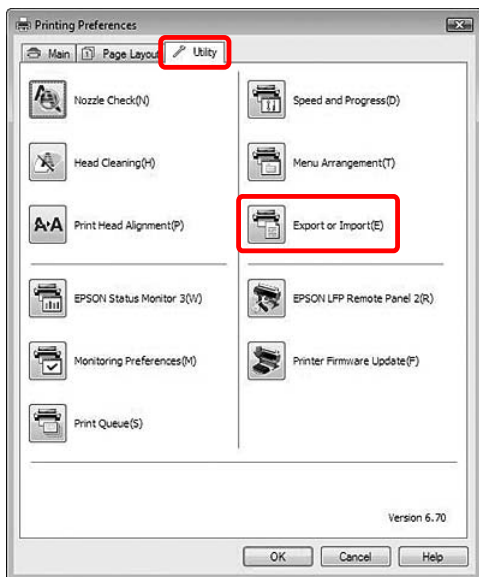 Printing Preferences
Main
Page Layout
Utility
Nozzle Check(N)
Speed and Progress(D)
Head Cleaning(H)
Menu Arrangement(T)
Print Head Alignment(P)
Export or Import(E)
EPSON Status Monitor 3(W)
EPSON LFP Remote Panel 2(R)
Monitoring Preferences(M)
Printer Firmware Update(F)
Print Queue(S)
Version 6.70
OK
Cancel
Help